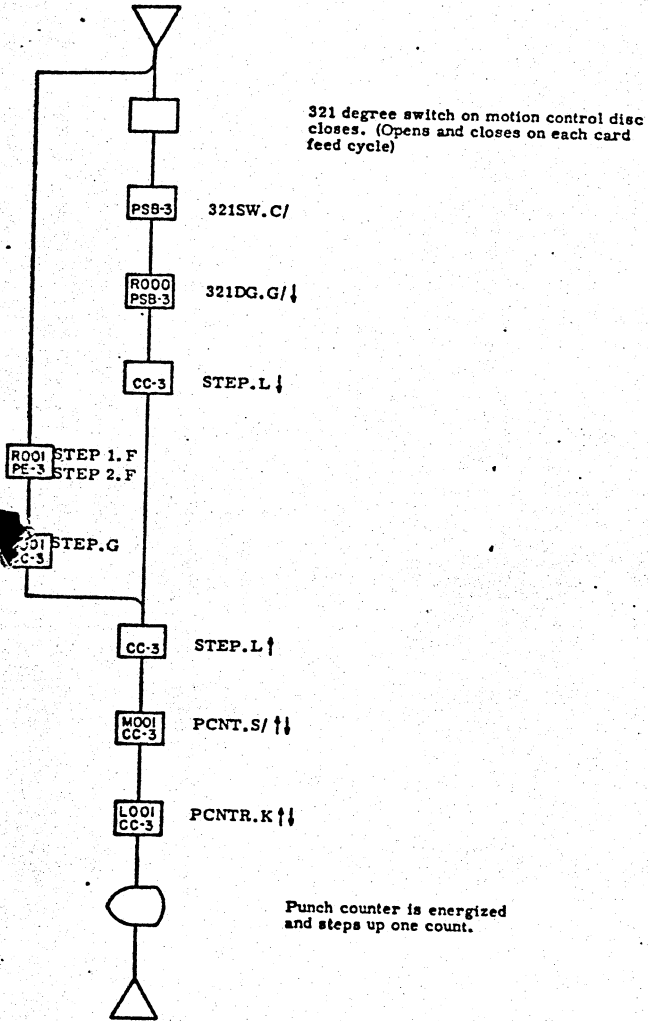 321 degree switch on motion control disc
closes. (Opens and closes on each card
feed cycle)
PSB-3
321SW.C/
R000
PSB-3
321DG.G/↓
CC-3
STEP.L↓
R001
PE-3
STEP 1.F
STEP 2.F
STEP.G
CC-3
STEP.L↑
M001
CC-3
PCNT.S/↑↓
L001
CC-3
PCNTR.K↑↓
Punch counter is energized
and steps up one count.